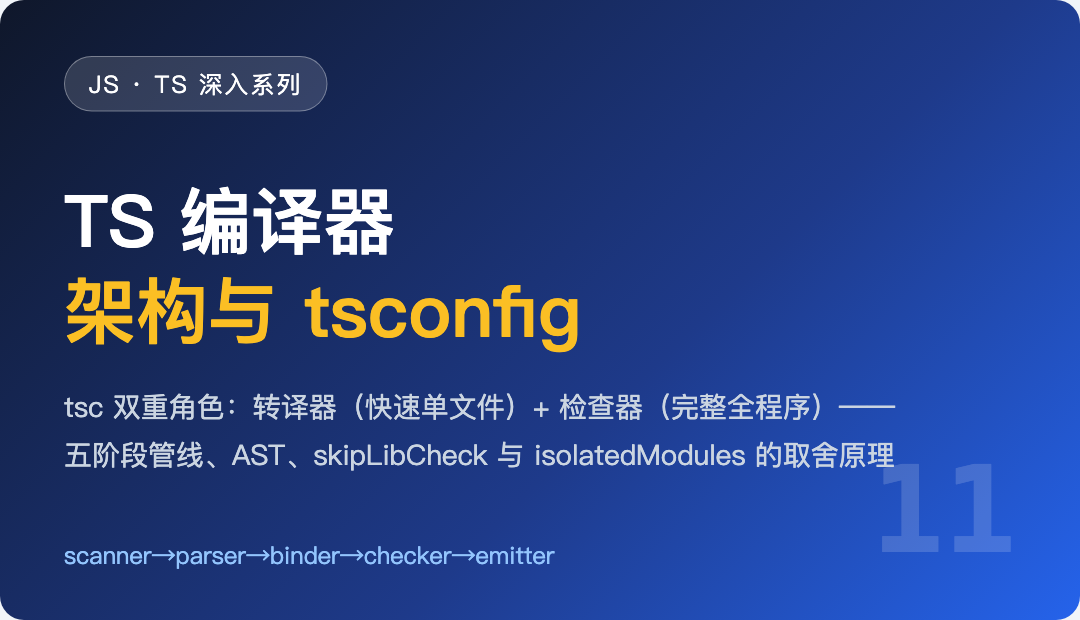 JS · TS 深入系列
TS 编译器
架构与 tsconfig
tsc 双重角色：转译器（快速单文件）+ 检查器（完整全程序）——
五阶段管线、AST、skipLibCheck 与 isolatedModules 的取舍原理
11
scanner→parser→binder→checker→emitter